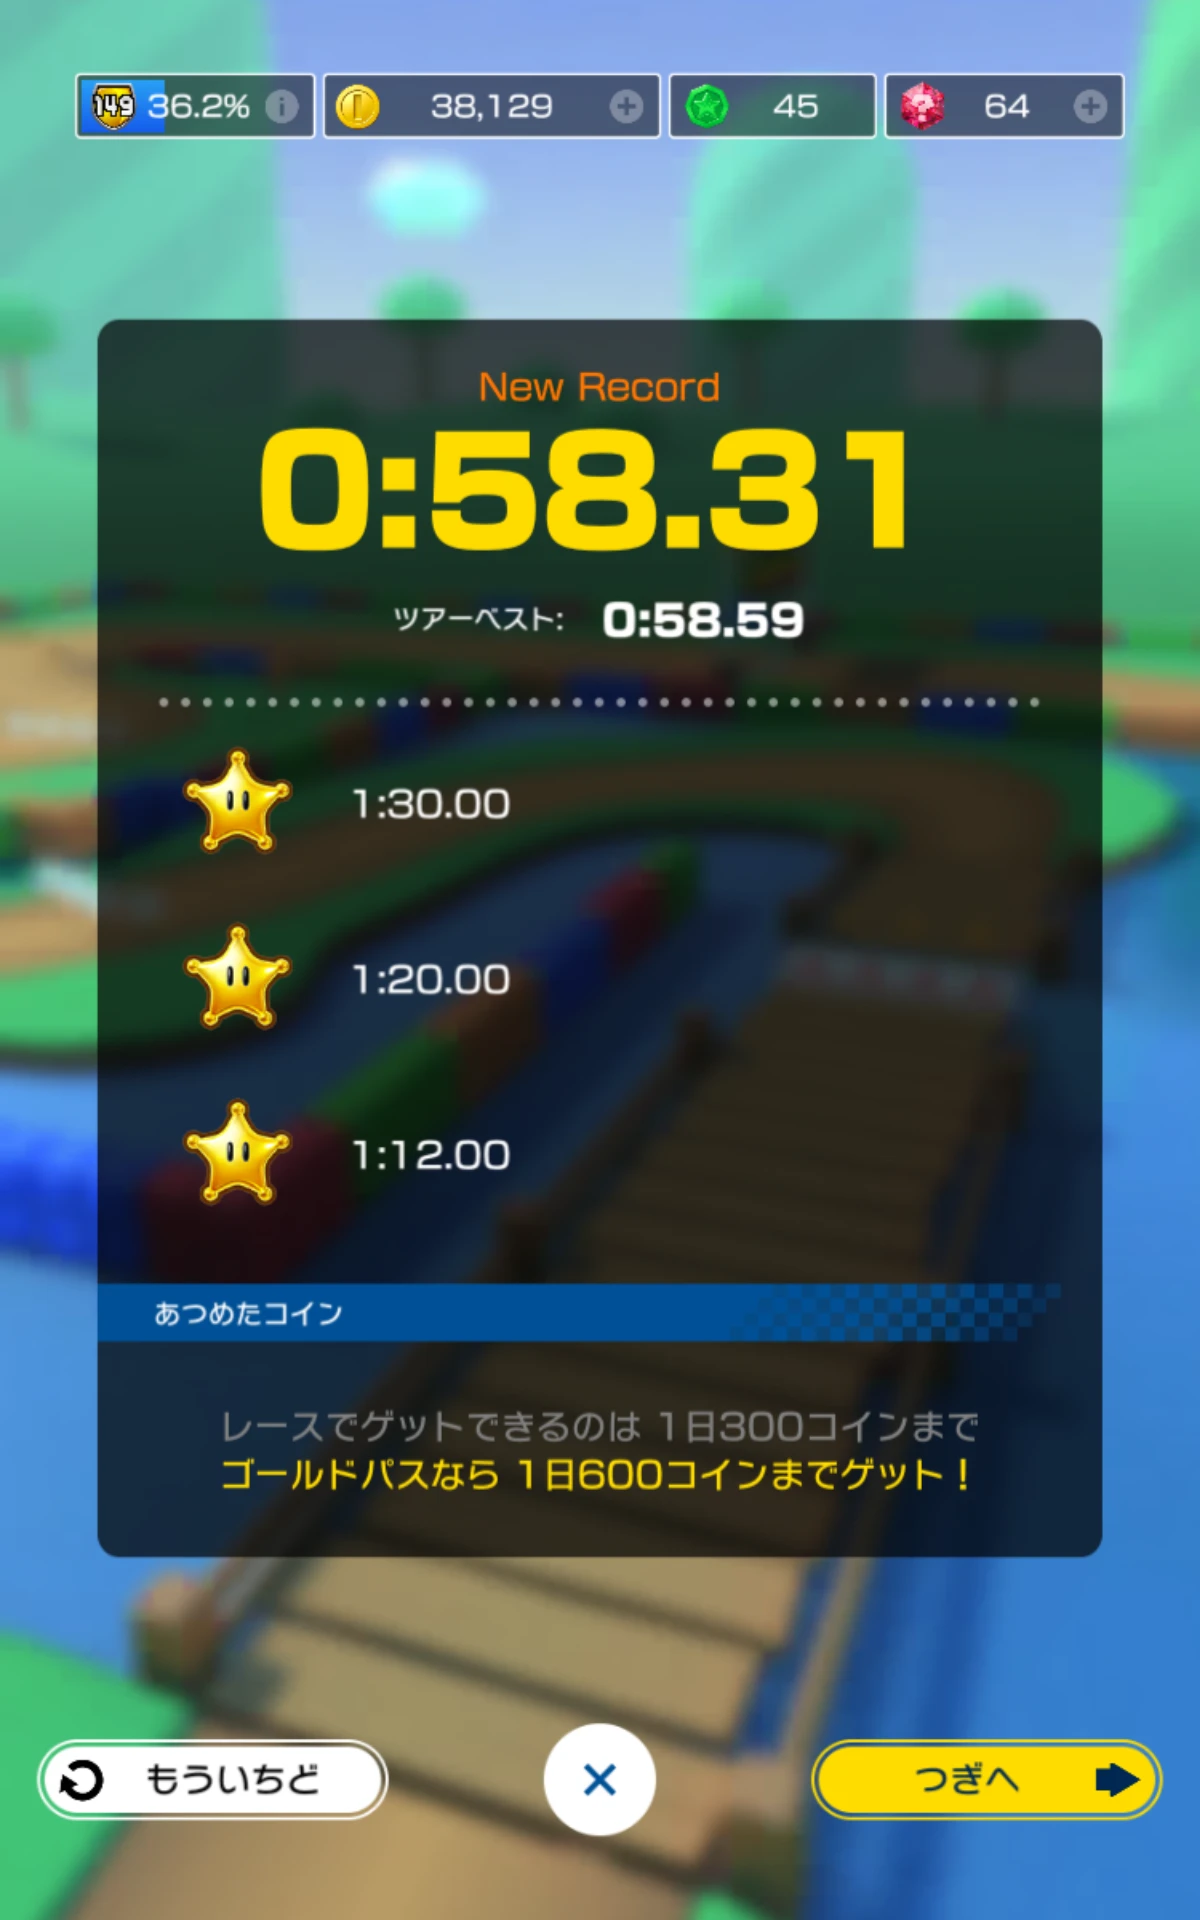 149 36.2% i 38,129 + 45 64 +
New Record
0:58.31
ツアーベスト: 0:58.59
1:30.00
1:20.00
1:12.00
あつめたコイン
レースでゲットできるのは 1日300コインまで
ゴールドパスなら 1日600コインまでゲット！
もういちど × つぎへ